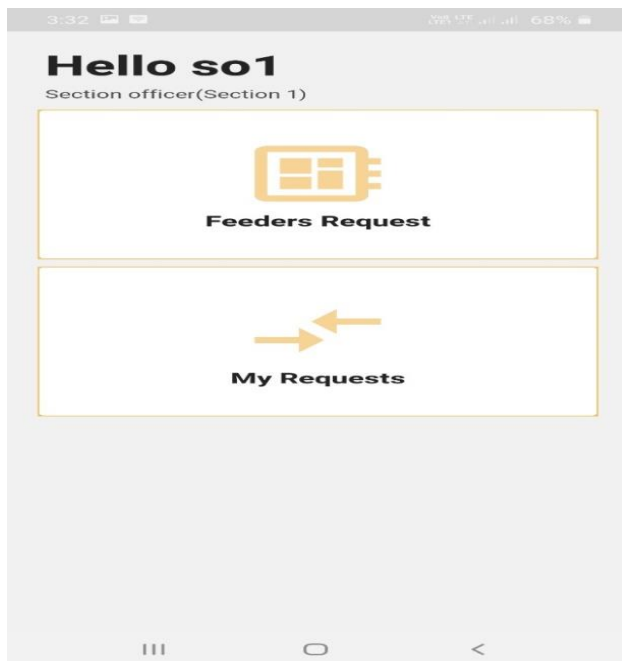 3:32 68%
Hello so1
Section officer(Section 1)
Feeders Request
My Requests